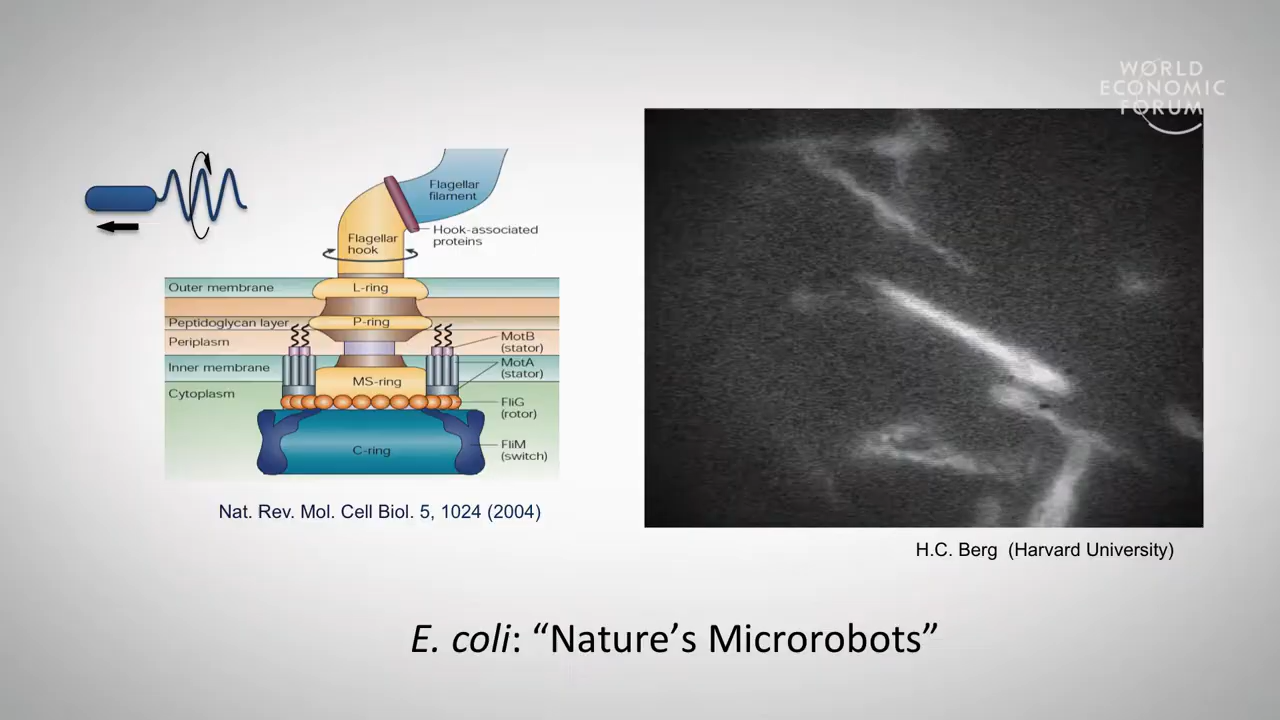 WORLD
ECONOMIC
FORUM
Flagellar
filament
Hook-associated
proteins
Flagellar
hook
Outer membrane
L-ring
Peptidoglycan layer
P-ring
Periplasm
MotB
(stator)
Inner membrane
MotA
(stator)
MS-ring
Cytoplasm
FliG
(rotor)
C-ring
FliM
(switch)
Nat. Rev. Mol. Cell Biol. 5, 1024 (2004)
H.C. Berg (Harvard University)
E. coli: “Nature’s Microrobots”